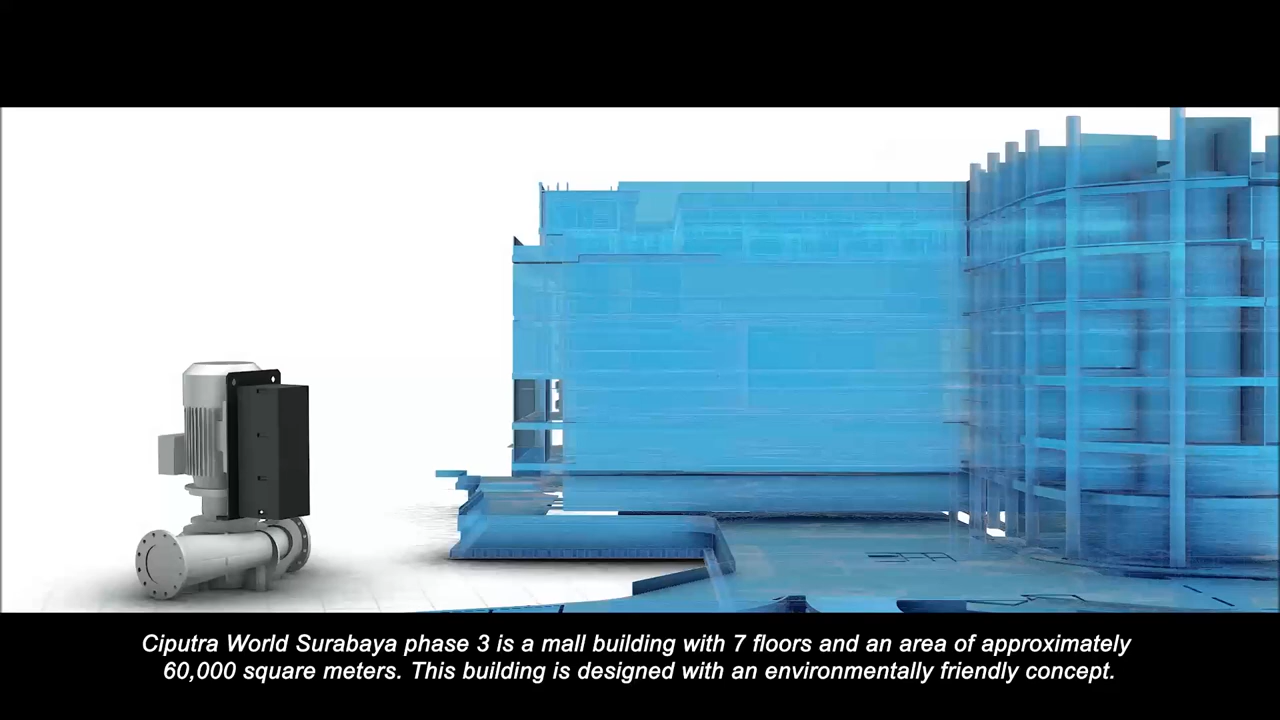 Ciputra World Surabaya phase 3 is a mall building with 7 floors and an area of approximately
60,000 square meters. This building is designed with an environmentally friendly concept.